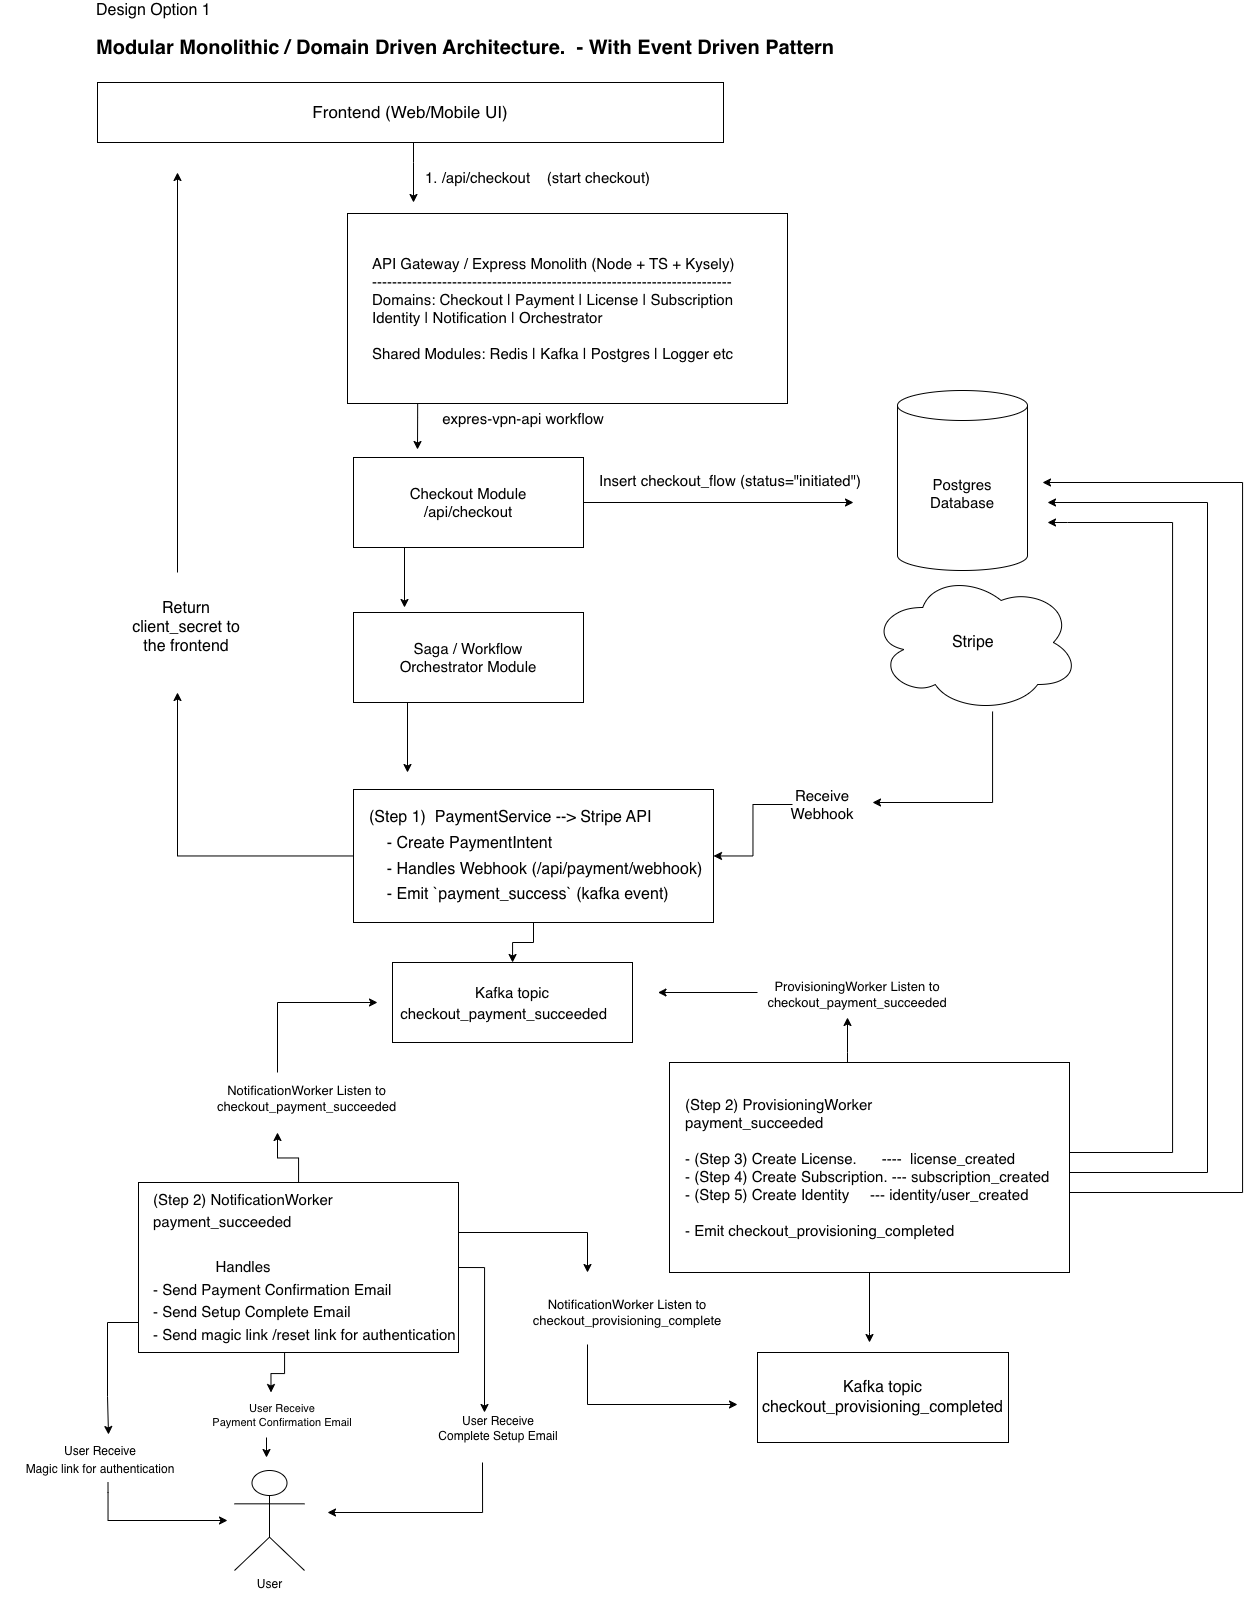 Design Option 1
Modular Monolithic / Domain Driven Architecture.  - With Event Driven Pattern
Frontend (Web/Mobile UI)
1. /api/checkout    (start checkout)
API Gateway / Express Monolith (Node + TS + Kysely)
------------------------------------------------------------------------
Domains: Checkout | Payment | License | Subscription
Identity | Notification | Orchestrator
Shared Modules: Redis | Kafka | Postgres | Logger etc
expres-vpn-api workflow
Checkout Module
/api/checkout
Insert checkout_flow (status="initiated")
Postgres
Database
Return
client_secret to
the frontend
Saga / Workflow
Orchestrator Module
Stripe
Receive
Webhook
(Step 1)  PaymentService --> Stripe API
- Create PaymentIntent
- Handles Webhook (/api/payment/webhook)
- Emit `payment_success` (kafka event)
Kafka topic
checkout_payment_succeeded
ProvisioningWorker Listen to
checkout_payment_succeeded
NotificationWorker Listen to
checkout_payment_succeeded
(Step 2) ProvisioningWorker
payment_succeeded
- (Step 3) Create License.      ----  license_created
- (Step 4) Create Subscription. --- subscription_created
- (Step 5) Create Identity     --- identity/user_created
- Emit checkout_provisioning_completed
(Step 2) NotificationWorker
payment_succeeded
Handles
- Send Payment Confirmation Email
- Send Setup Complete Email
- Send magic link /reset link for authentication
NotificationWorker Listen to
checkout_provisioning_complete
Kafka topic
checkout_provisioning_completed
User Receive
Payment Confirmation Email
User Receive
Complete Setup Email
User Receive
Magic link for authentication
User